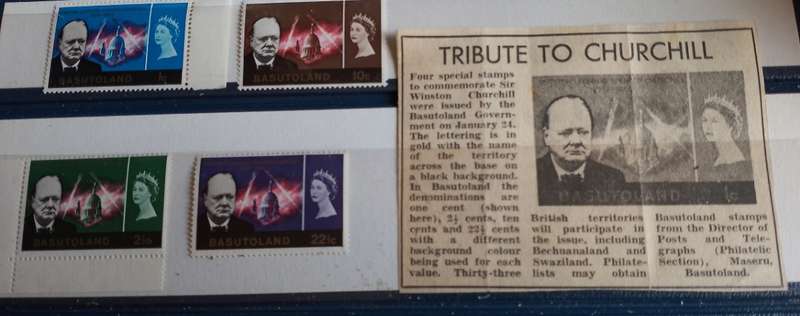 BASUTOLAND
1c
BASUTOLAND
10c
BASUTOLAND
2½c
BASUTOLAND
22½c
TRIBUTE TO CHURCHILL
Four special stamps
to commemorate Sir
Winston Churchill
were issued by the
Basutoland Govern-
ment on January 24.
The lettering is in
gold with the name
of the territory
across the base on
a black background.
In Basutoland the
denominations are
one cent (shown
here), 2½ cents, ten
cents and 22½ cents
with a different
background colour
being used for each
value. Thirty-three
British territories
will participate in
the issue, including
Bechuanaland and
Swaziland. Philate-
lists may obtain
Basutoland stamps
from the Director of
Posts and Tele-
graphs (Philatelic
Section), Maseru,
Basutoland.